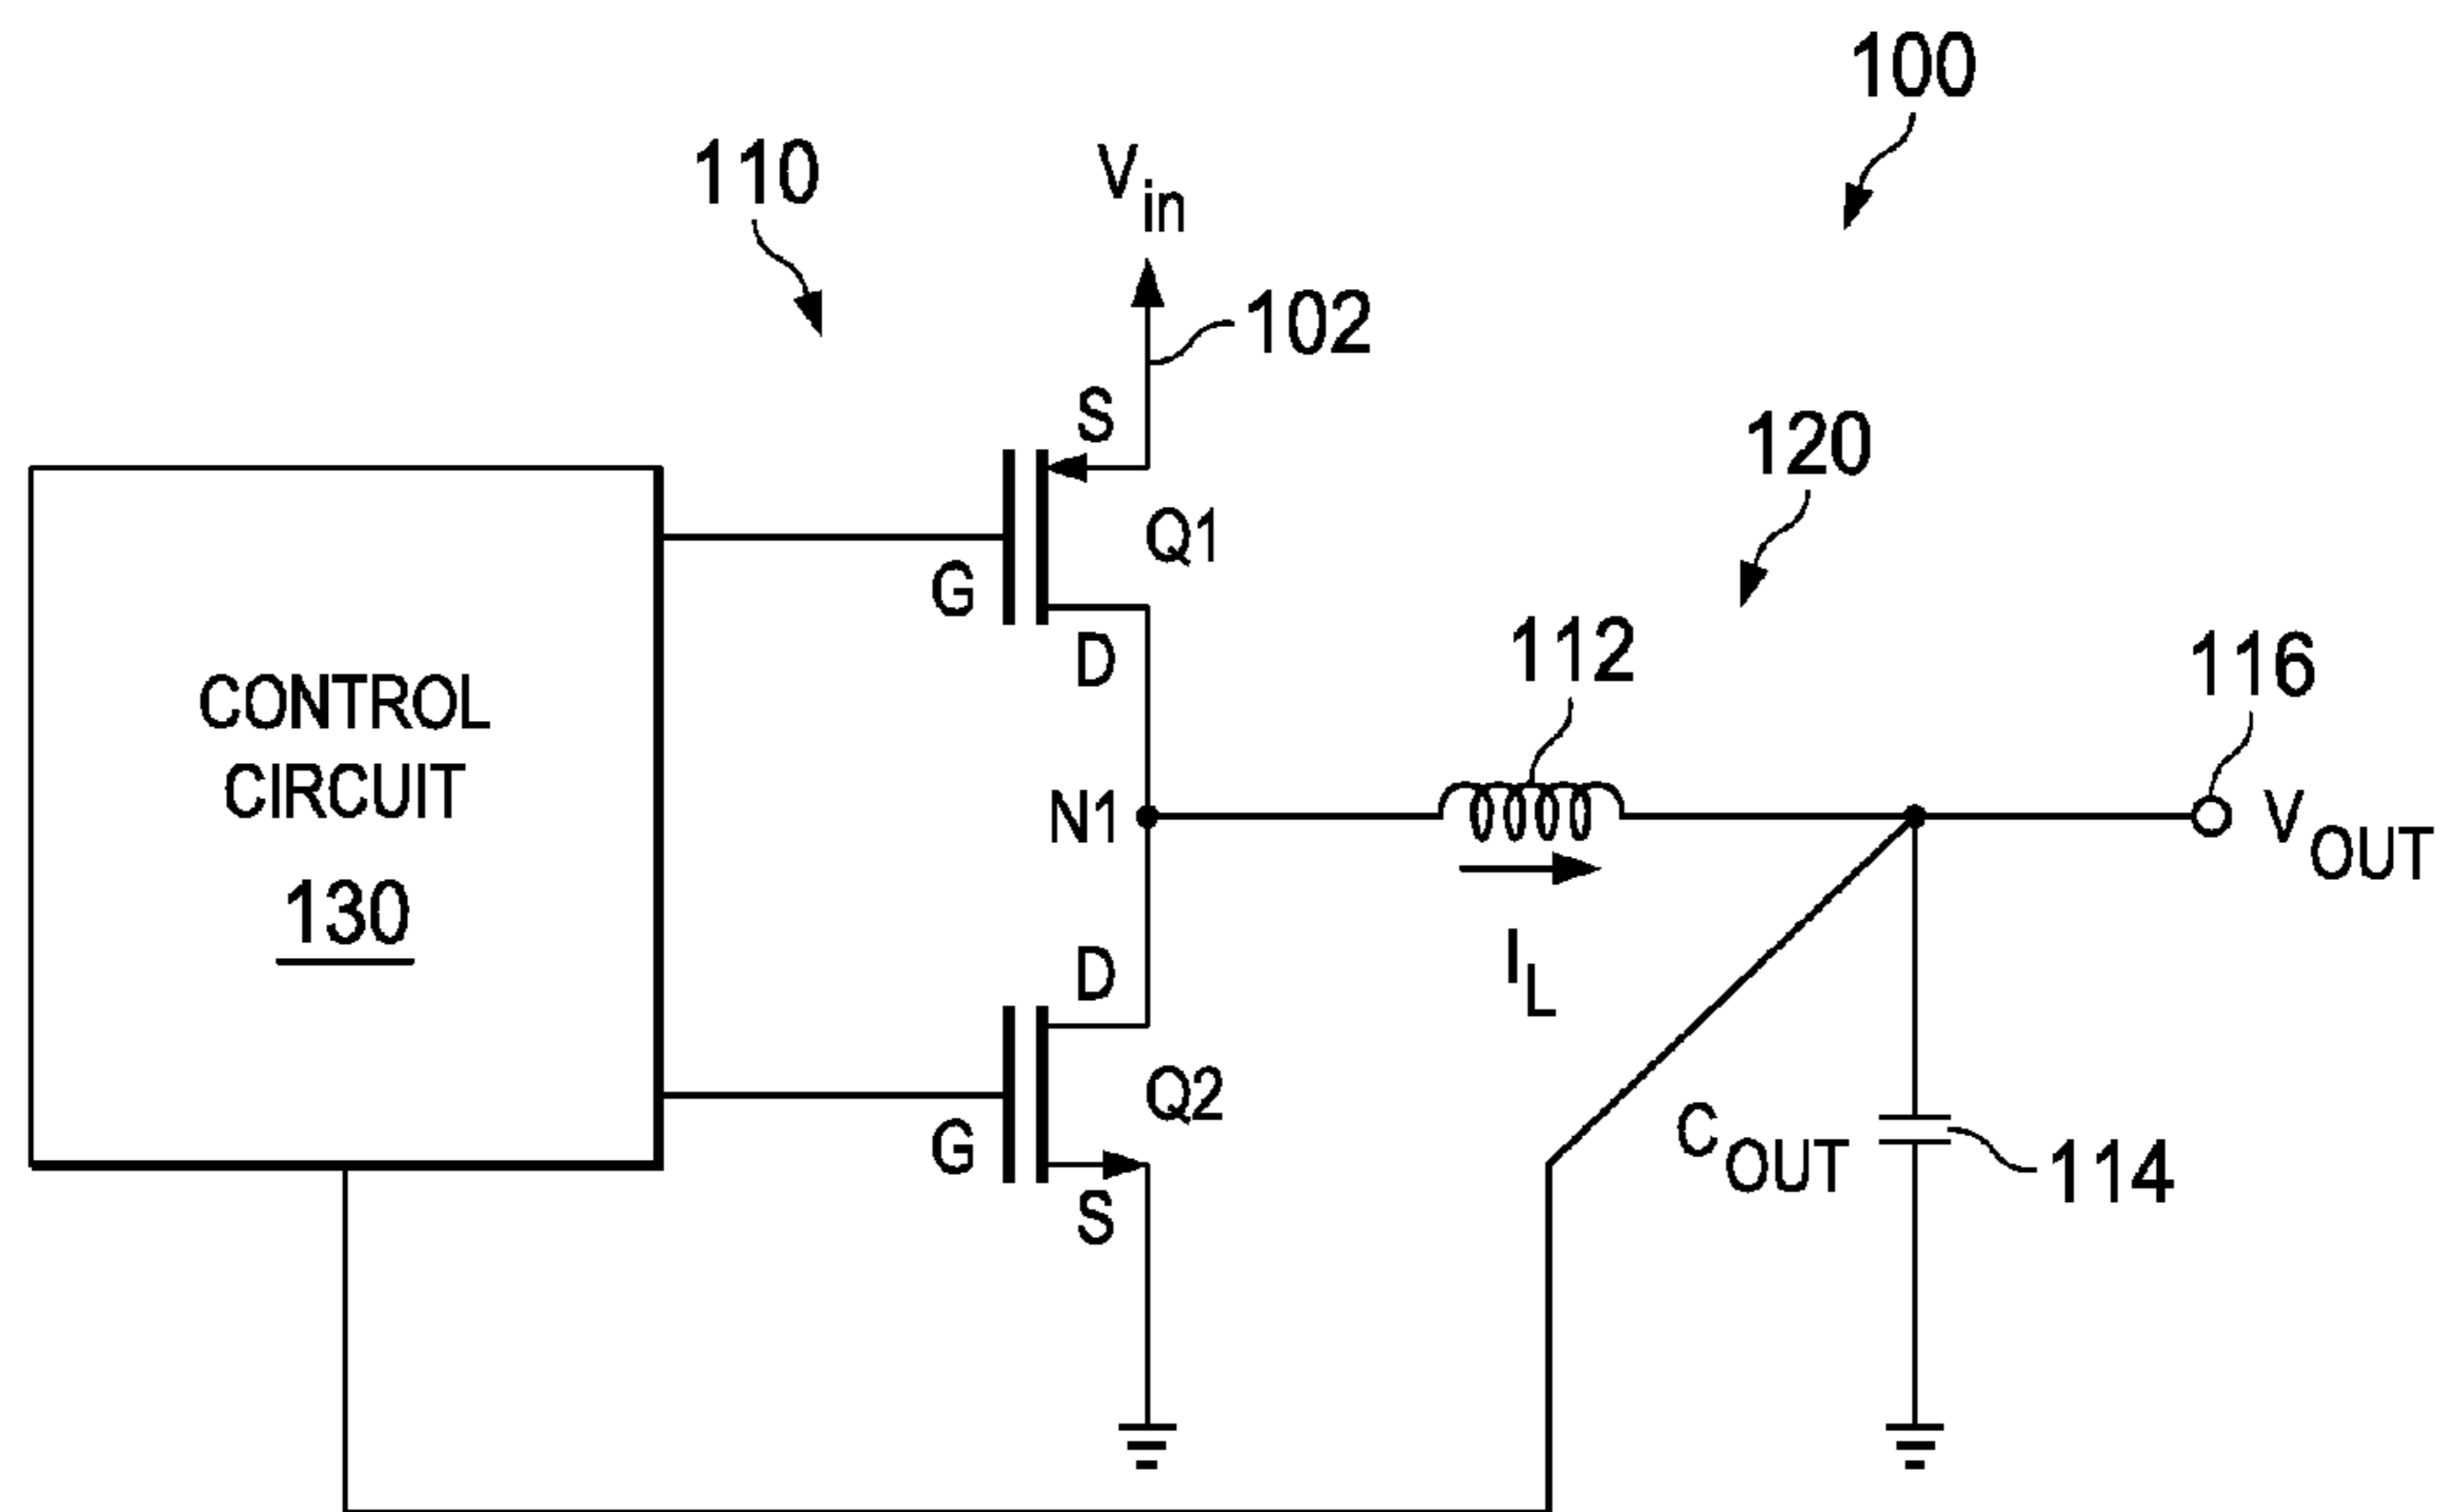 100
110
Vin
102
S
120
Q1
G
112
116
D
CONTROL
CIRCUIT
130
N1
VOUT
D
IL
Q2
COUT
G
114
S